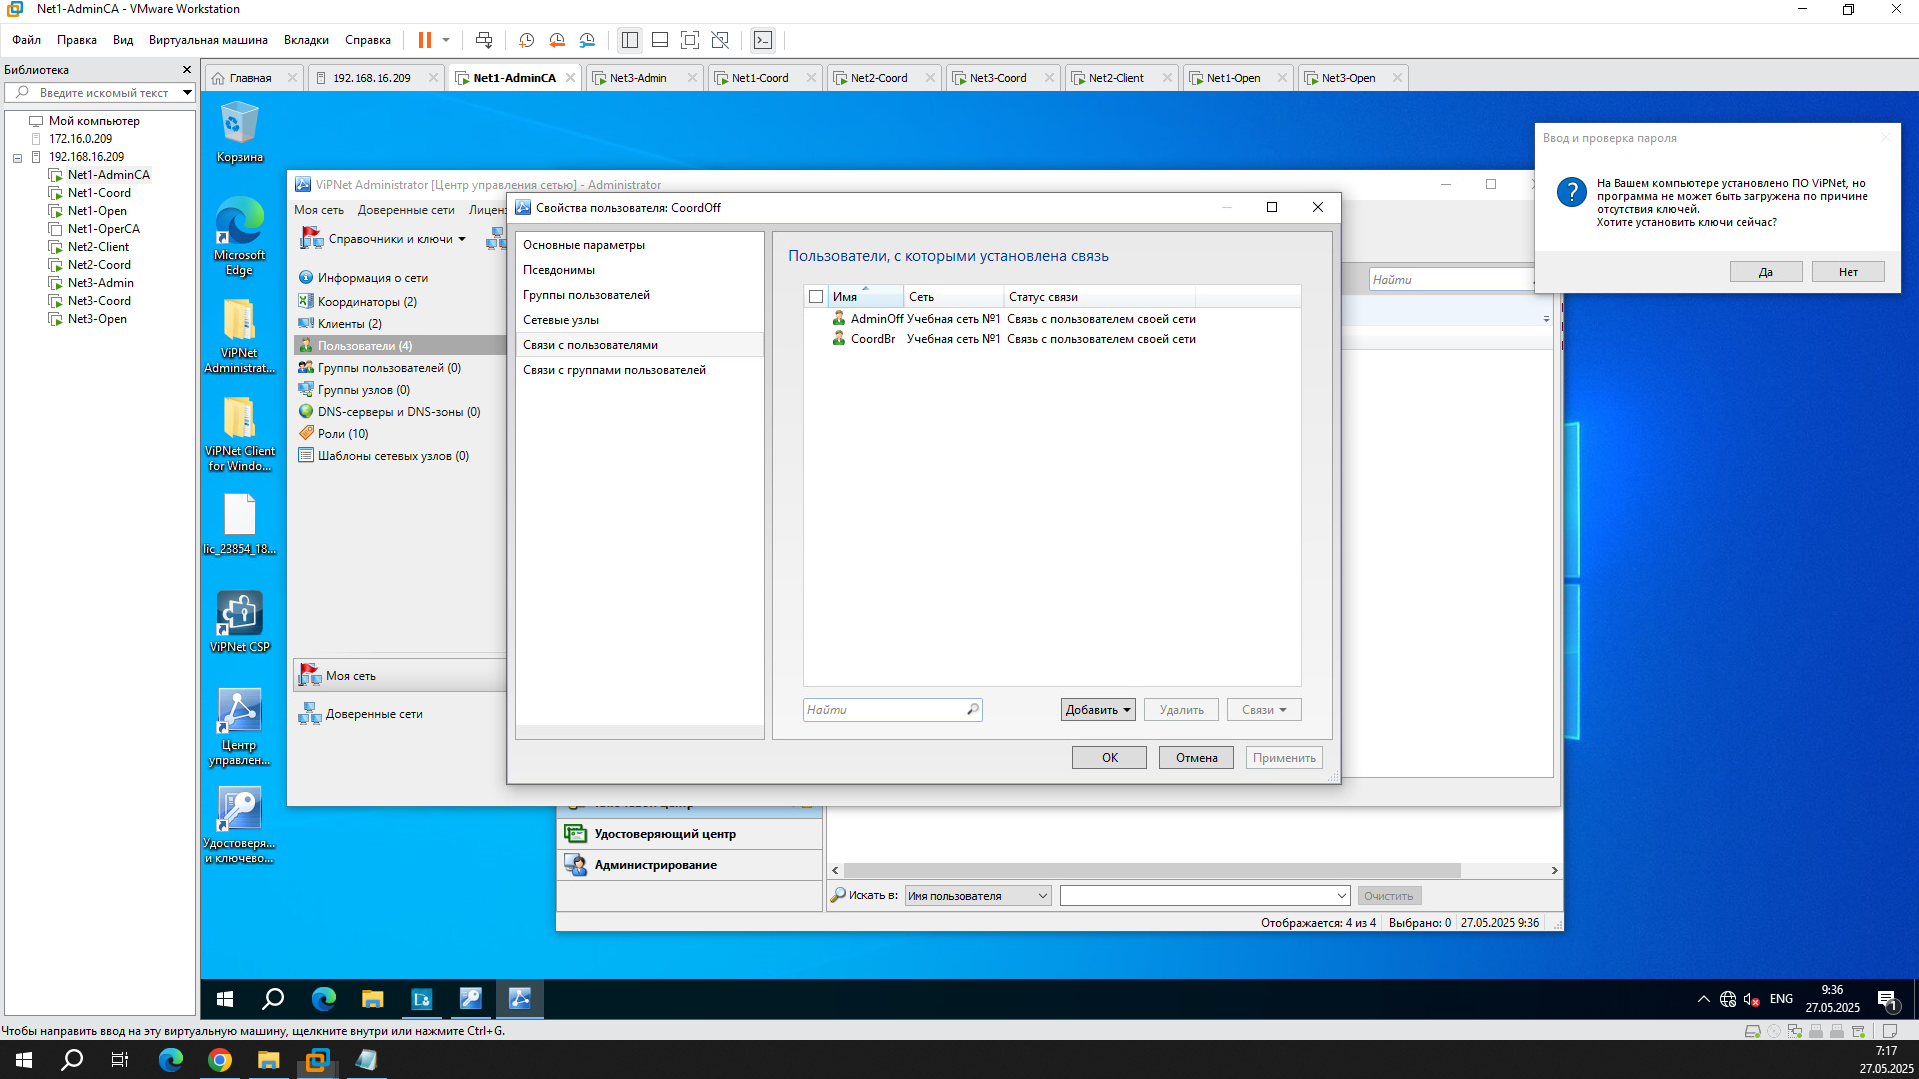 Net1-AdminCA - VMware Workstation
Файл Правка Вид Виртуальная машина Вкладки Справка
Библиотека
Введите искомый текст
Мой компьютер
172.16.0.209
192.168.16.209
Net1-AdminCA
Net1-Coord
Net1-Open
Net1-OperCA
Net2-Client
Net2-Coord
Net3-Admin
Net3-Coord
Net3-Open
Главная 192.168.16.209 Net1-AdminCA Net3-Admin Net1-Coord Net2-Coord Net3-Coord Net2-Client Net1-Open Net3-Open
Корзина
Microsoft
Edge
ViPNet
Administrat...
ViPNet Client
for Windo...
lic_23854_18...
ViPNet CSP
Центр
управлен...
Удостоверя...
и ключево...
ViPNet Administrator [Центр управления сетью] - Administrator
Моя сеть Доверенные сети
Справочники и ключи
Информация о сети
Координаторы (2)
Клиенты (2)
Пользователи (4)
Группы пользователей (0)
Группы узлов (0)
DNS-серверы и DNS-зоны (0)
Роли (10)
Шаблоны сетевых узлов (0)
Моя сеть
Доверенные сети
Найти
Свойства пользователя: CoordOff
Основные параметры
Псевдонимы
Группы пользователей
Сетевые узлы
Связи с пользователями
Связи с группами пользователей
Пользователи, с которыми установлена связь
Имя Сеть Статус связи
AdminOff Учебная сеть №1 Связь с пользователем своей сети
CoordBr Учебная сеть №1 Связь с пользователем своей сети
Найти
Добавить Удалить Связи
OK Отмена Применить
Ввод и проверка пароля
На Вашем компьютере установлено ПО ViPNet, но
программа не может быть загружена по причине
отсутствия ключей.
Хотите установить ключи сейчас?
Да Нет
Удостоверяющий центр
Администрирование
Искать в: Имя пользователя Очистить
Отображается: 4 из 4 Выбрано: 0 27.05.2025 9:36
ENG
9:36
27.05.2025
1
Чтобы направить ввод на эту виртуальную машину, щелкните внутри или нажмите Ctrl+G.
7:17
27.05.2025